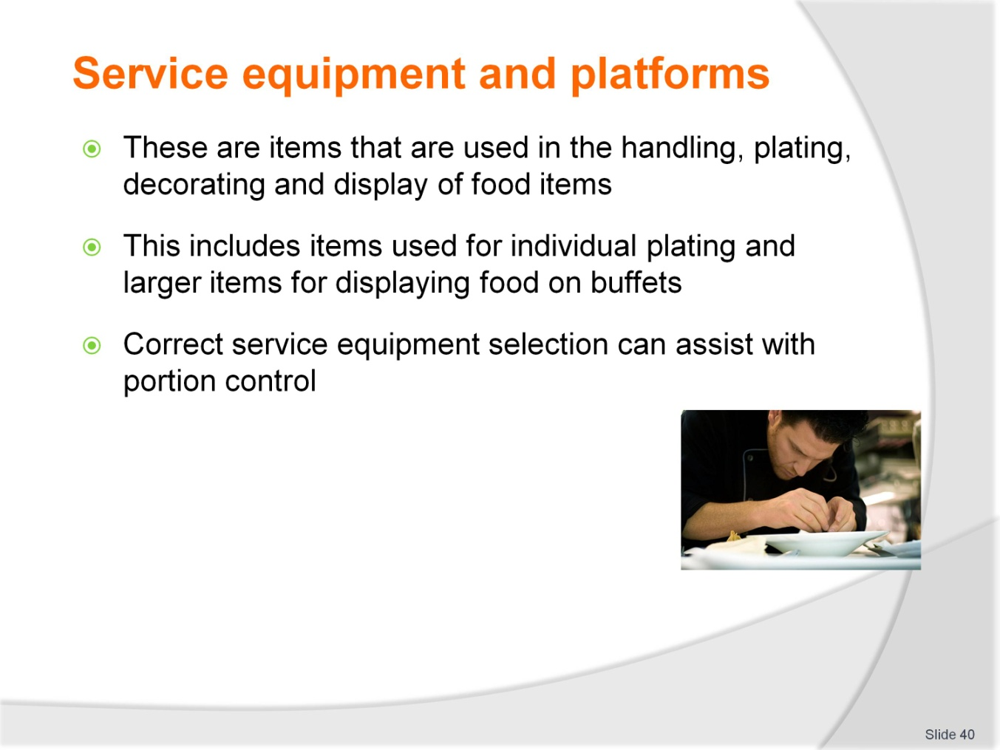 Service equipment and platforms
These are items that are used in the handling, plating,
decorating and display of food items
This includes items used for individual plating and
larger items for displaying food on buffets
Correct service equipment selection can assist with
portion control
Slide 40